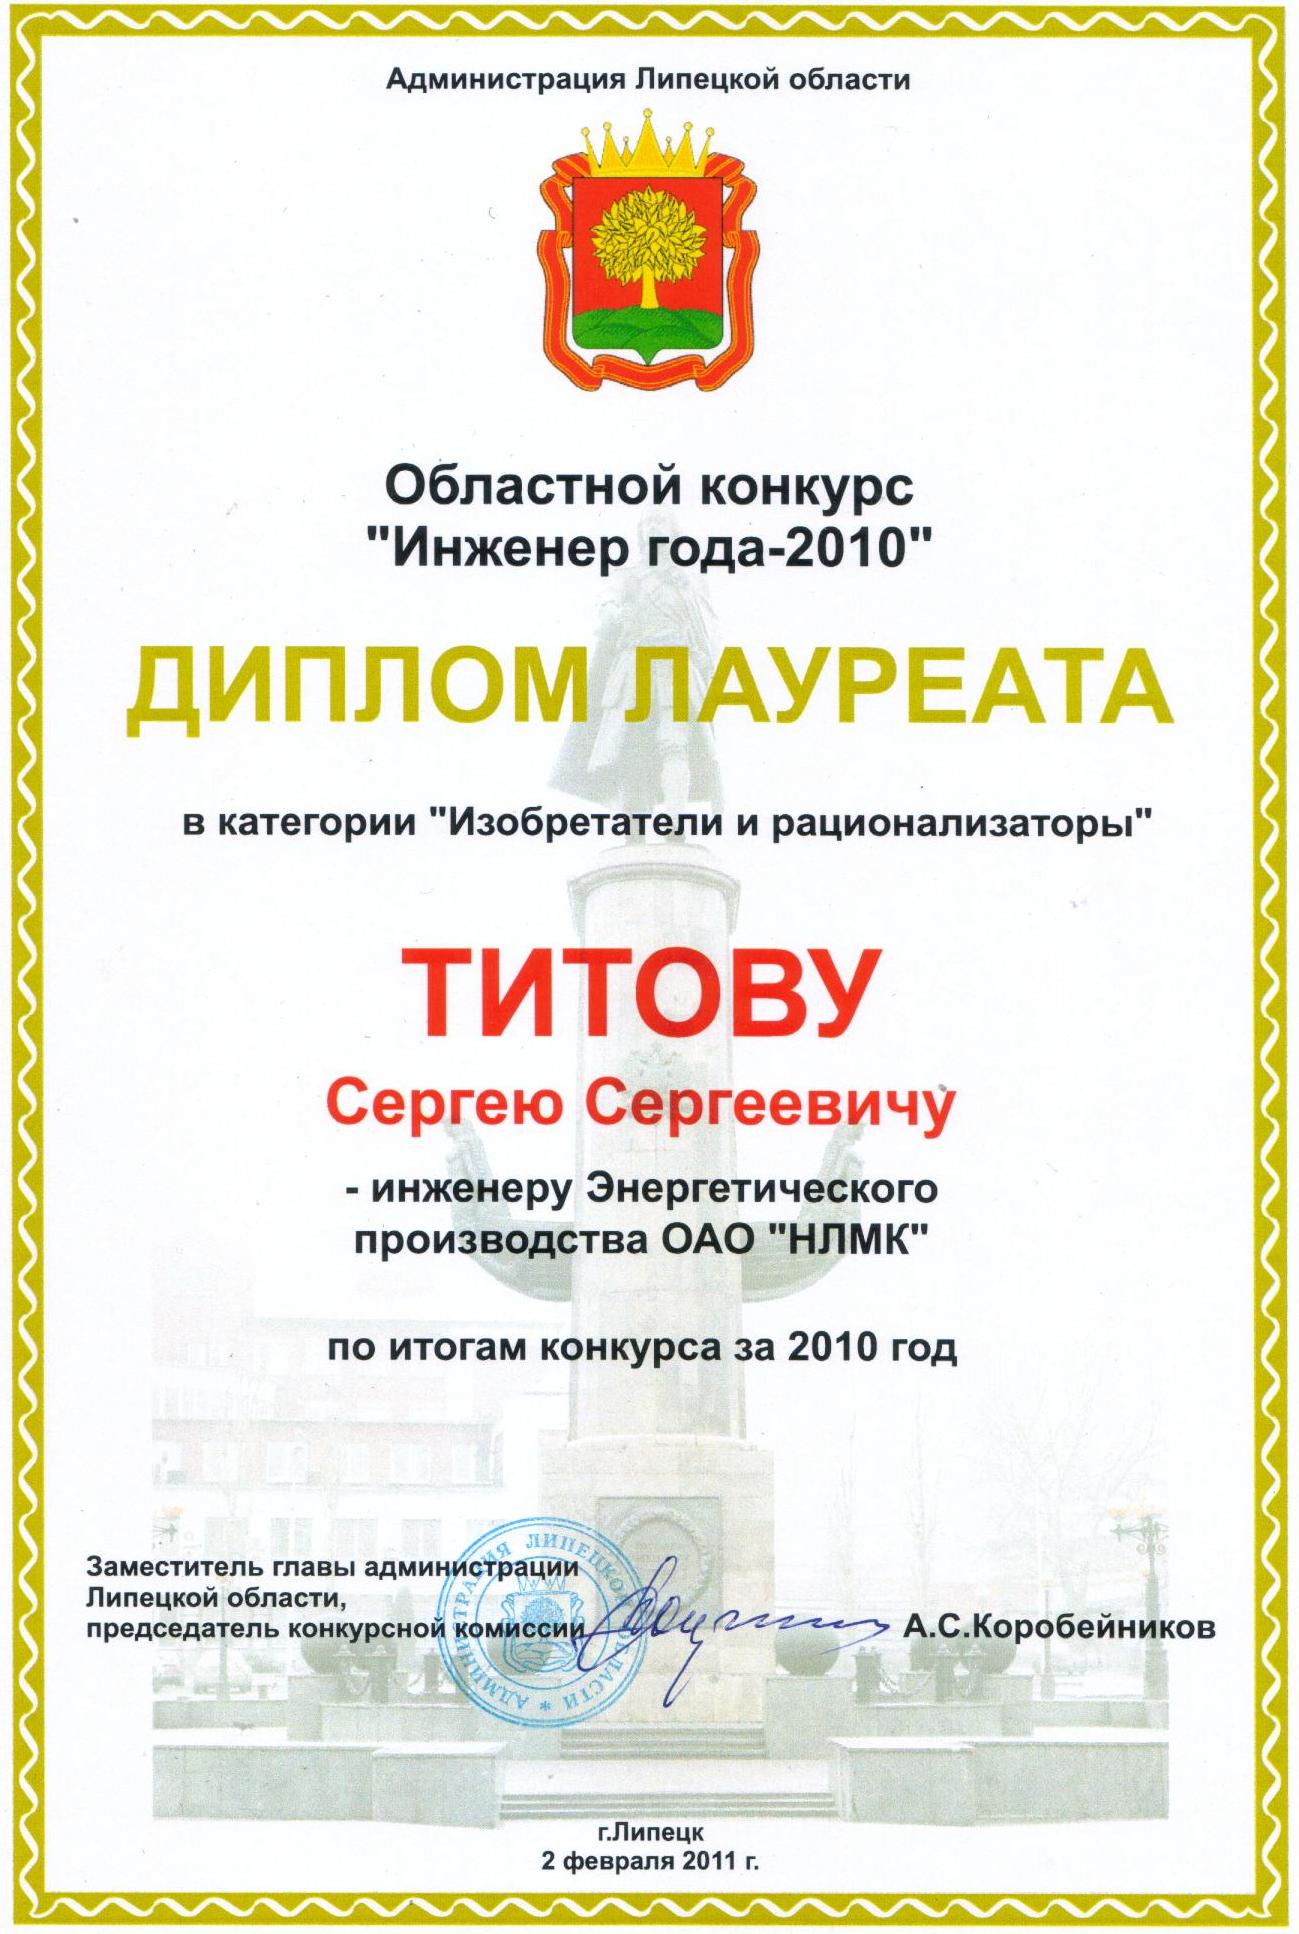 Администрация Липецкой области
Областной конкурс
"Инженер года-2010"
ДИПЛОМ ЛАУРЕАТА
в категории "Изобретатели и рационализаторы"
ТИТОВУ
Сергею Сергеевичу
- инженеру Энергетического
производства ОАО "НЛМК"
по итогам конкурса за 2010 год
Заместитель главы администрации
Липецкой области,
председатель конкурсной комиссии
А.С.Коробейников
АДМИНИСТРАЦИЯ ЛИПЕЦКОЙ ОБЛАСТИ *
г.Липецк
2 февраля 2011 г.